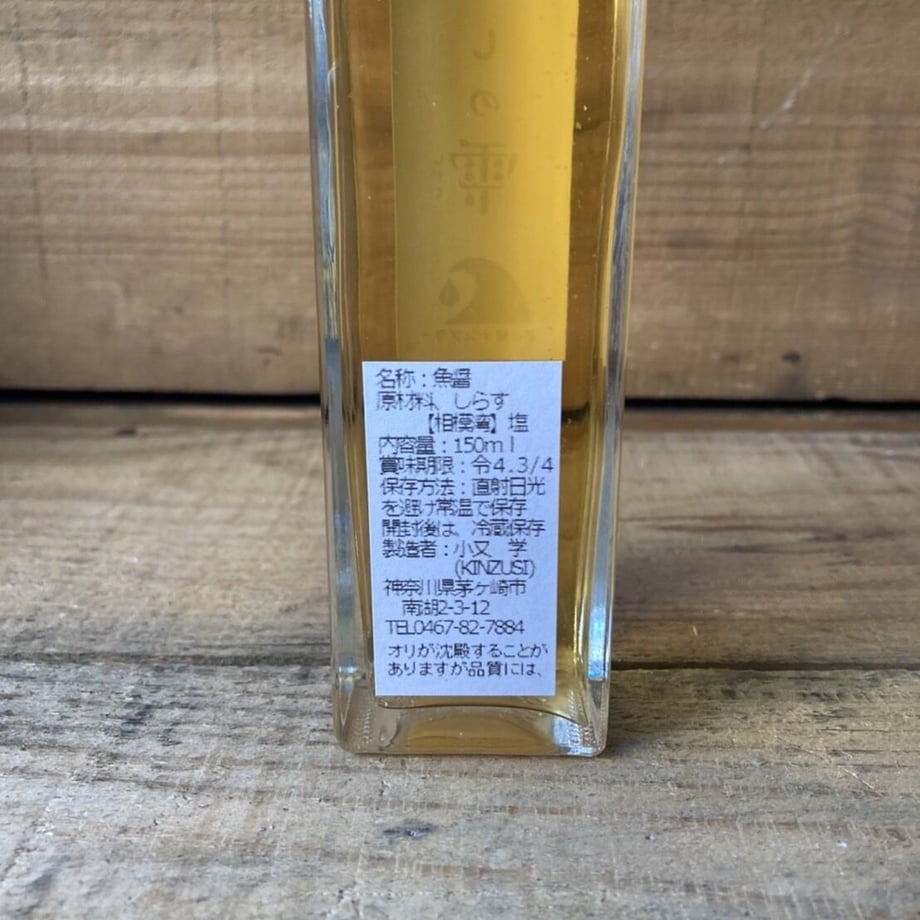 しの雫
名称：魚醤
原材料、しらす
【相模湾】塩
内容量：150ml
賞味期限：令4.3/4
保存方法：直射日光
を避け常温で保存
開封後は、冷蔵保存
製造者：小又　学
(KINZUSI)
神奈川県茅ヶ崎市
南湖2-3-12
TEL0467-82-7884
オリが沈殿することが
ありますが品質には、